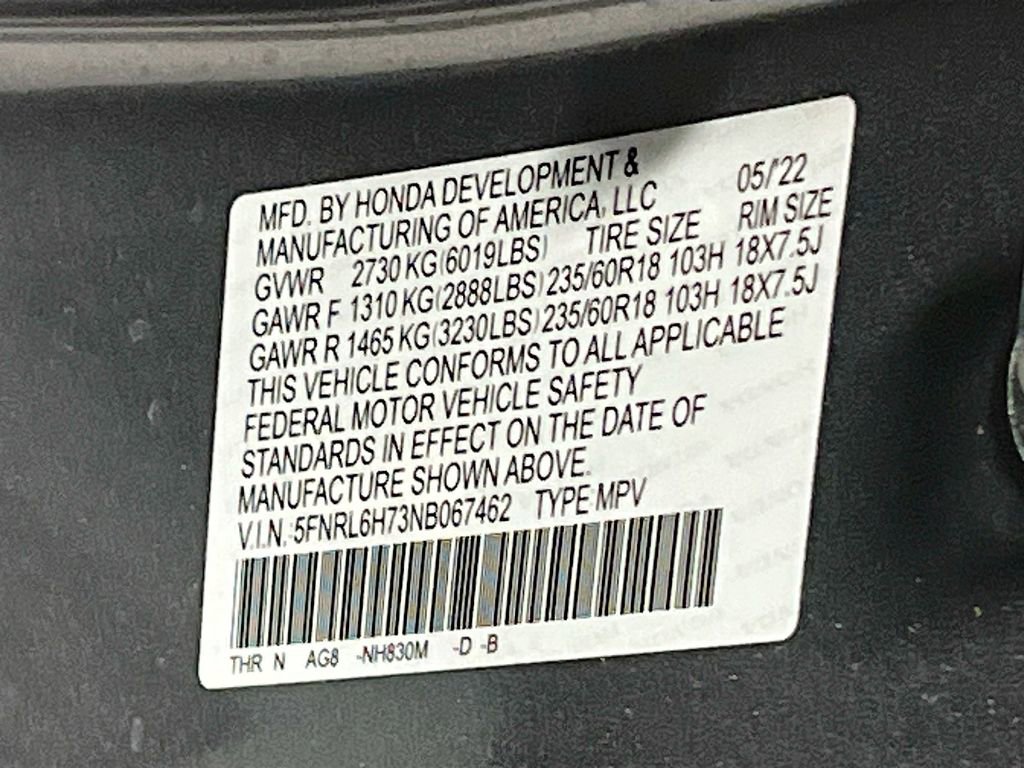 MFD. BY HONDA DEVELOPMENT &
MANUFACTURING OF AMERICA, LLC 05/'22
GVWR 2730 KG(6019LBS) TIRE SIZE RIM SIZE
GAWR F 1310 KG(2888LBS) 235/60R18 103H 18X7.5J
GAWR R 1465 KG(3230LBS) 235/60R18 103H 18X7.5J
THIS VEHICLE CONFORMS TO ALL APPLICABLE
FEDERAL MOTOR VEHICLE SAFETY
STANDARDS IN EFFECT ON THE DATE OF
MANUFACTURE SHOWN ABOVE.
V.I.N.:5FNRL6H73NB067462 TYPE:MPV
THR N AG8 -NH830M -D -B